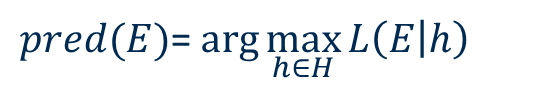 pred(E)= arg max L(E|h)
h∈H